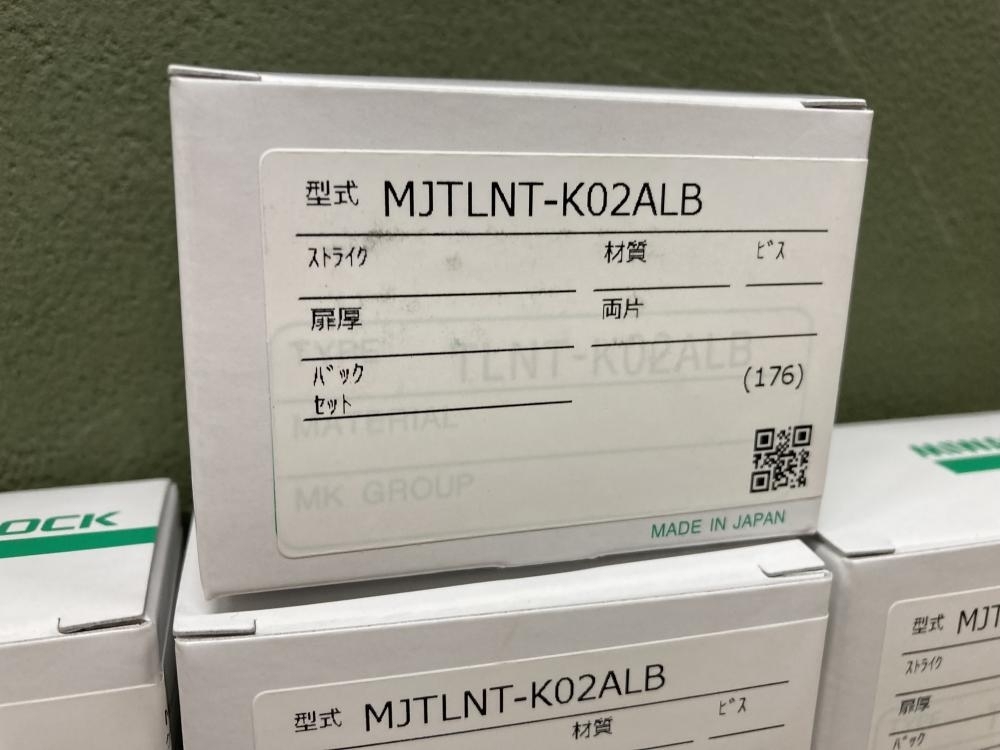 型式 MJTLNT-K02ALB
ｽﾄﾗｲｸ 材質 ﾋﾞｽ
扉厚 両片
TYPE TLNT-K02ALB
ﾊﾞｯｸ
ｾｯﾄ
(176)
MATERIAL
MK GROUP
MADE IN JAPAN
OCK
MIWA
型式 MJTLNT-K02ALB
材質 ﾋﾞｽ
型式 MJT
ｽﾄﾗｲｸ
扉厚
ﾊﾞｯｸ